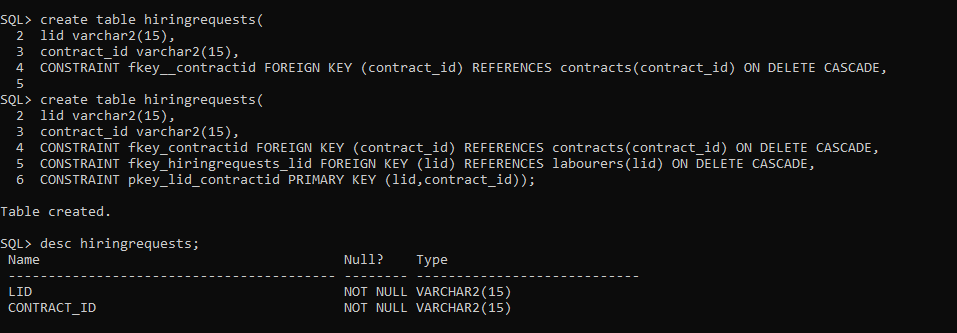 SQL> create table hiringrequests(
  2  lid varchar2(15),
  3  contract_id varchar2(15),
  4  CONSTRAINT fkey__contractid FOREIGN KEY (contract_id) REFERENCES contracts(contract_id) ON DELETE CASCADE,
  5
SQL> create table hiringrequests(
  2  lid varchar2(15),
  3  contract_id varchar2(15),
  4  CONSTRAINT fkey_contractid FOREIGN KEY (contract_id) REFERENCES contracts(contract_id) ON DELETE CASCADE,
  5  CONSTRAINT fkey_hiringrequests_lid FOREIGN KEY (lid) REFERENCES labourers(lid) ON DELETE CASCADE,
  6  CONSTRAINT pkey_lid_contractid PRIMARY KEY (lid,contract_id));

Table created.

SQL> desc hiringrequests;
 Name                                      Null?    Type
 ----------------------------------------- -------- ----------------------------
 LID                                       NOT NULL VARCHAR2(15)
 CONTRACT_ID                               NOT NULL VARCHAR2(15)